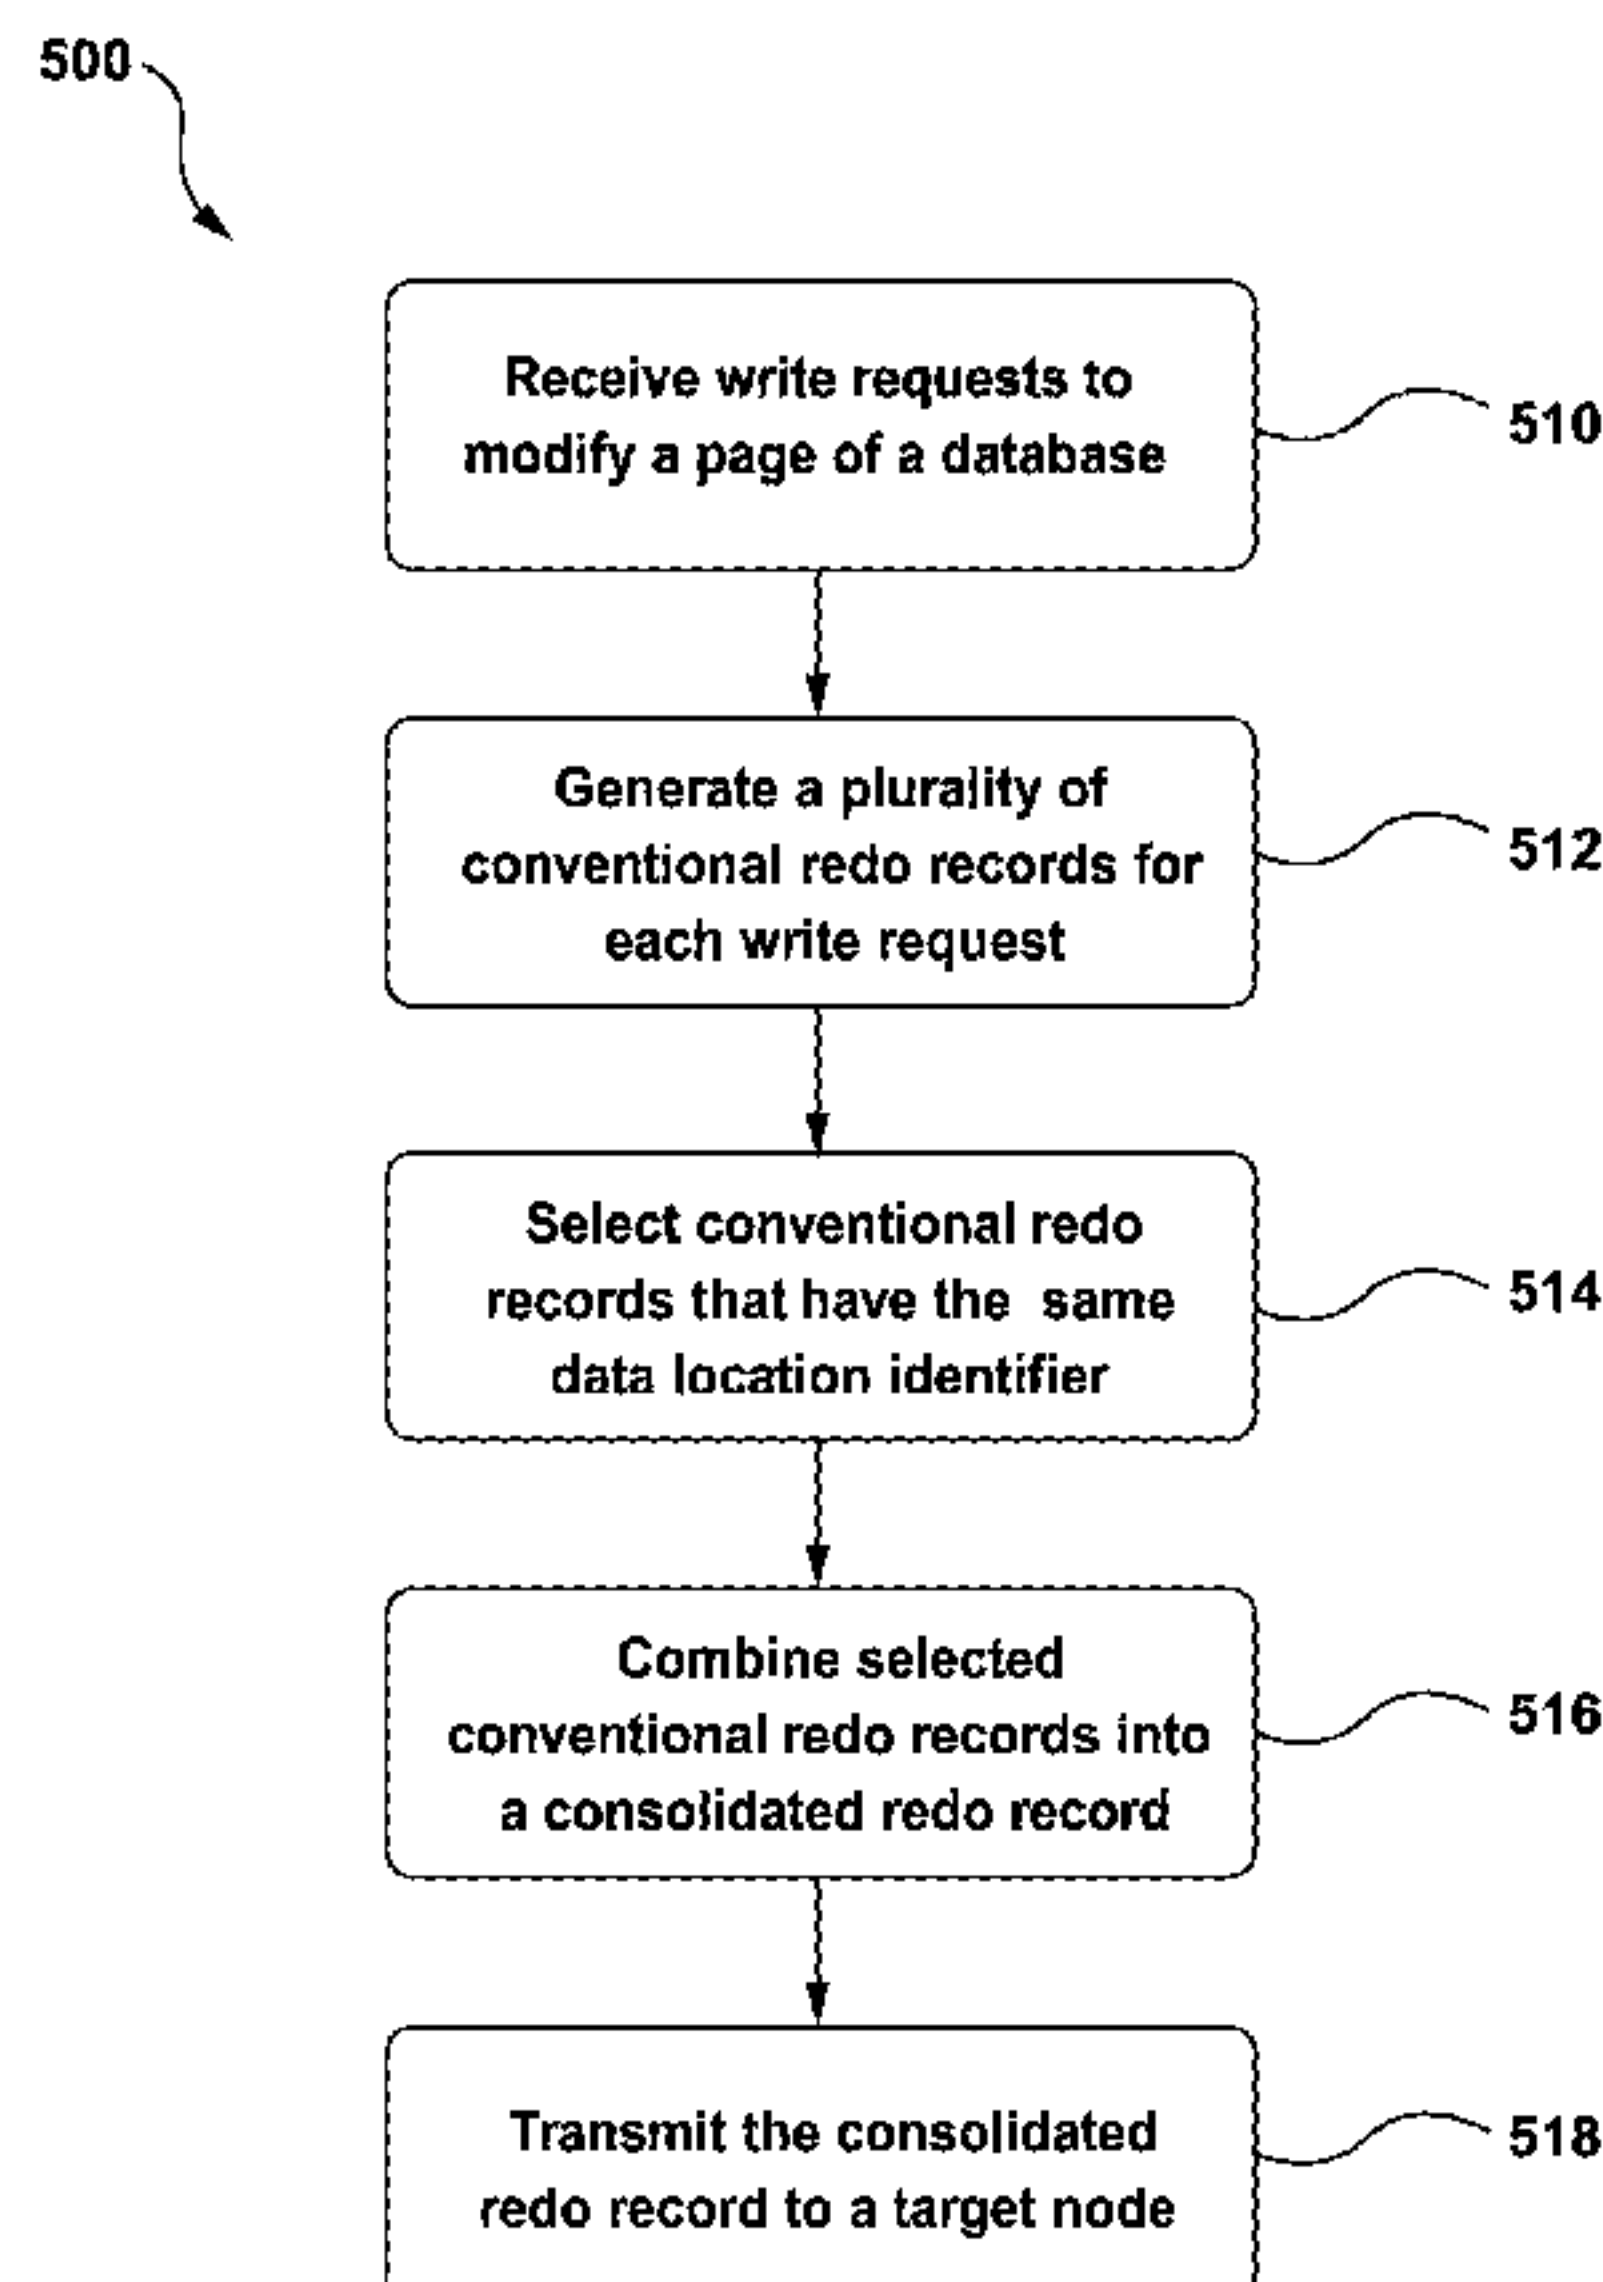 500
Receive write requests to
modify a page of a database
510
Generate a plurality of
conventional redo records for
each write request
512
Select conventional redo
records that have the same
data location identifier
514
Combine selected
conventional redo records into
a consolidated redo record
516
Transmit the consolidated
redo record to a target node
518